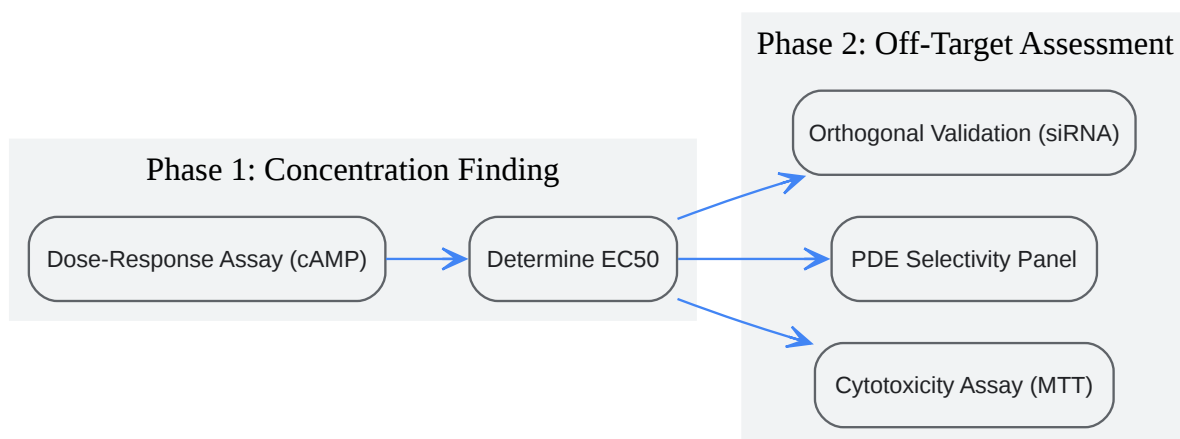 Phase 1: Concentration Finding
Dose-Response Assay (cAMP)
Determine EC50
Phase 2: Off-Target Assessment
Orthogonal Validation (siRNA)
PDE Selectivity Panel
Cytotoxicity Assay (MTT)